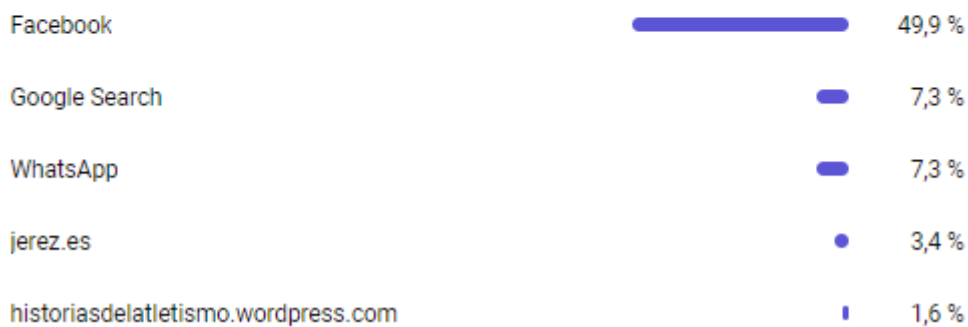 Facebook 49,9 %
Google Search 7,3 %
WhatsApp 7,3 %
jerez.es 3,4 %
historiasdelatletismo.wordpress.com 1,6 %